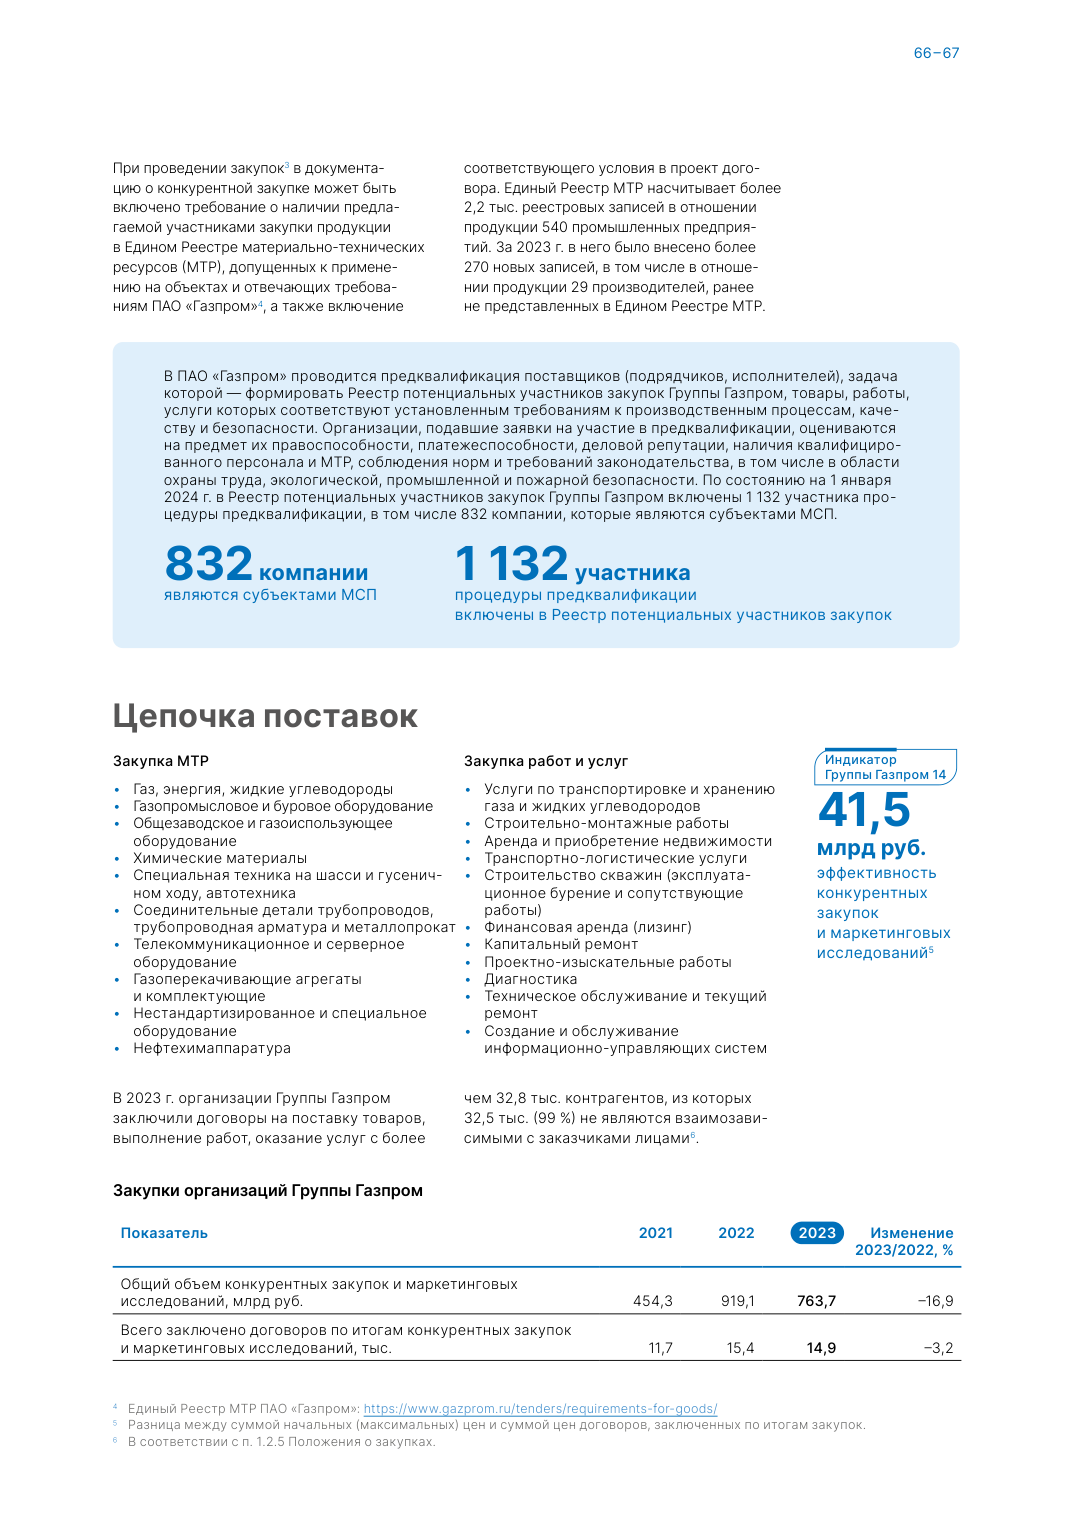 66–67
При проведении закупок³ в документа-
цию о конкурентной закупке может быть
включено требование о наличии предла-
гаемой участниками закупки продукции
в Едином Реестре материально-технических
ресурсов (МТР), допущенных к примене-
нию на объектах и отвечающих требова-
ниям ПАО «Газпром»⁴, а также включение
соответствующего условия в проект дого-
вора. Единый Реестр МТР насчитывает более
2,2 тыс. реестровых записей в отношении
продукции 540 промышленных предприя-
тий. За 2023 г. в него было внесено более
270 новых записей, в том числе в отноше-
нии продукции 29 производителей, ранее
не представленных в Едином Реестре МТР.
В ПАО «Газпром» проводится предквалификация поставщиков (подрядчиков, исполнителей), задача
которой — формировать Реестр потенциальных участников закупок Группы Газпром, товары, работы,
услуги которых соответствуют установленным требованиям к производственным процессам, каче-
ству и безопасности. Организации, подавшие заявки на участие в предквалификации, оцениваются
на предмет их правоспособности, платежеспособности, деловой репутации, наличия квалифициро-
ванного персонала и МТР, соблюдения норм и требований законодательства, в том числе в области
охраны труда, экологической, промышленной и пожарной безопасности. По состоянию на 1 января
2024 г. в Реестр потенциальных участников закупок Группы Газпром включены 1 132 участника про-
цедуры предквалификации, в том числе 832 компании, которые являются субъектами МСП.
832 компании
являются субъектами МСП
1 132 участника
процедуры предквалификации
включены в Реестр потенциальных участников закупок
Цепочка поставок
Закупка МТР
• Газ, энергия, жидкие углеводороды
• Газопромысловое и буровое оборудование
• Общезаводское и газоиспользующее
оборудование
• Химические материалы
• Специальная техника на шасси и гусенич-
ном ходу, автотехника
• Соединительные детали трубопроводов,
трубопроводная арматура и металлопрокат
• Телекоммуникационное и серверное
оборудование
• Газоперекачивающие агрегаты
и комплектующие
• Нестандартизированное и специальное
оборудование
• Нефтехимаппаратура
Закупка работ и услуг
• Услуги по транспортировке и хранению
газа и жидких углеводородов
• Строительно-монтажные работы
• Аренда и приобретение недвижимости
• Транспортно-логистические услуги
• Строительство скважин (эксплуата-
ционное бурение и сопутствующие
работы)
• Финансовая аренда (лизинг)
• Капитальный ремонт
• Проектно-изыскательные работы
• Диагностика
• Техническое обслуживание и текущий
ремонт
• Создание и обслуживание
информационно-управляющих систем
Индикатор
Группы Газпром 14
41,5
млрд руб.
эффективность
конкурентных
закупок
и маркетинговых
исследований⁵
В 2023 г. организации Группы Газпром
заключили договоры на поставку товаров,
выполнение работ, оказание услуг с более
чем 32,8 тыс. контрагентов, из которых
32,5 тыс. (99 %) не являются взаимозави-
симыми с заказчиками лицами⁶.
Закупки организаций Группы Газпром
Показатель 2021 2022 2023 Изменение
2023/2022, %
Общий объем конкурентных закупок и маркетинговых
исследований, млрд руб. 454,3 919,1 763,7 –16,9
Всего заключено договоров по итогам конкурентных закупок
и маркетинговых исследований, тыс. 11,7 15,4 14,9 –3,2
⁴ Единый Реестр МТР ПАО «Газпром»: https://www.gazprom.ru/tenders/requirements-for-goods/
⁵ Разница между суммой начальных (максимальных) цен и суммой цен договоров, заключенных по итогам закупок.
⁶ В соответствии с п. 1.2.5 Положения о закупках.